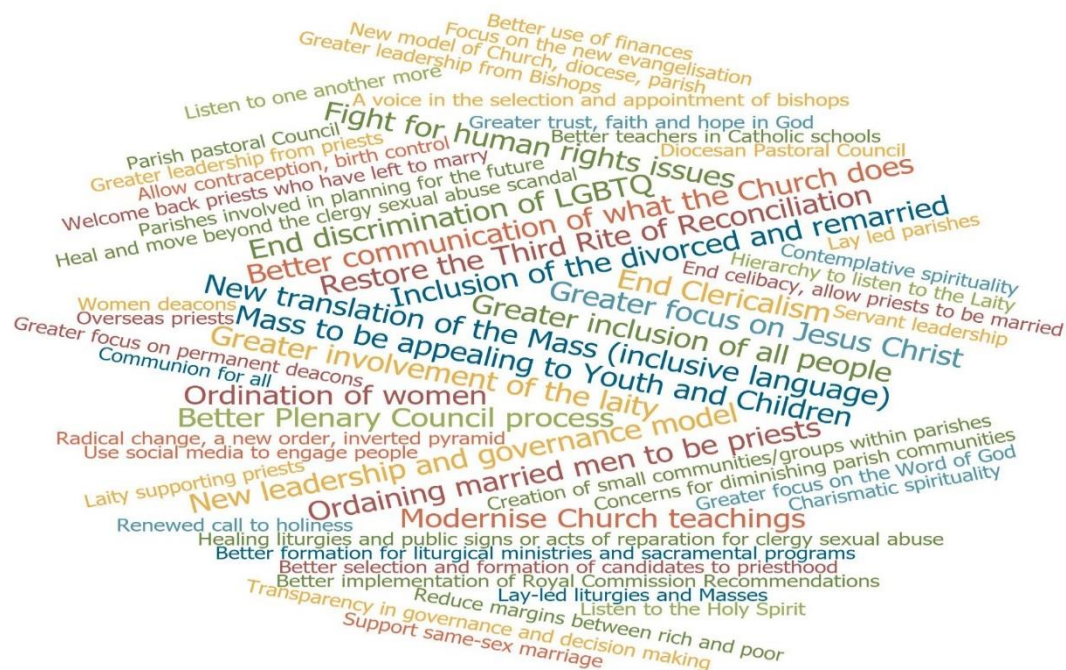 Better use of finances
Focus on the new evangelisation
New model of Church, diocese, parish
Greater leadership from Bishops
Listen to one another more
A voice in the selection and appointment of bishops
Fight for human rights issues
Greater trust, faith and hope in God
Better teachers in Catholic schools
Diocesan Pastoral Council
Parish pastoral Council
Greater leadership from priests
Allow contraception, birth control
Welcome back priests who have left to marry
Parishes involved in planning for the future
Heal and move beyond the clergy sexual abuse scandal
End discrimination of LGBTQ
Better communication of what the Church does
Restore the Third Rite of Reconciliation
Inclusion of the divorced and remarried
Lay led parishes
Contemplative spirituality
Hierarchy to listen to the Laity
End celibacy, allow priests to be married
Servant leadership
End Clericalism
Greater focus on Jesus Christ
Greater inclusion of all people
New translation of the Mass (inclusive language)
Mass to be appealing to Youth and Children
Women deacons
Overseas priests
Greater focus on permanent deacons
Communion for all
Greater involvement of the laity
Ordination of women
Better Plenary Council process
Radical change, a new order, inverted pyramid
Use social media to engage people
Laity supporting priests
New leadership and governance model
Ordaining married men to be priests
Creation of small communities/groups within parishes
Concerns for diminishing parish communities
Greater focus on the Word of God
Charismatic spirituality
Renewed call to holiness
Modernise Church teachings
Healing liturgies and public signs or acts of reparation for clergy sexual abuse
Better formation for liturgical ministries and sacramental programs
Better selection and formation of candidates to priesthood
Better implementation of Royal Commission Recommendations
Lay-led liturgies and Masses
Listen to the Holy Spirit
Transparency in governance and decision making
Reduce margins between rich and poor
Support same-sex marriage